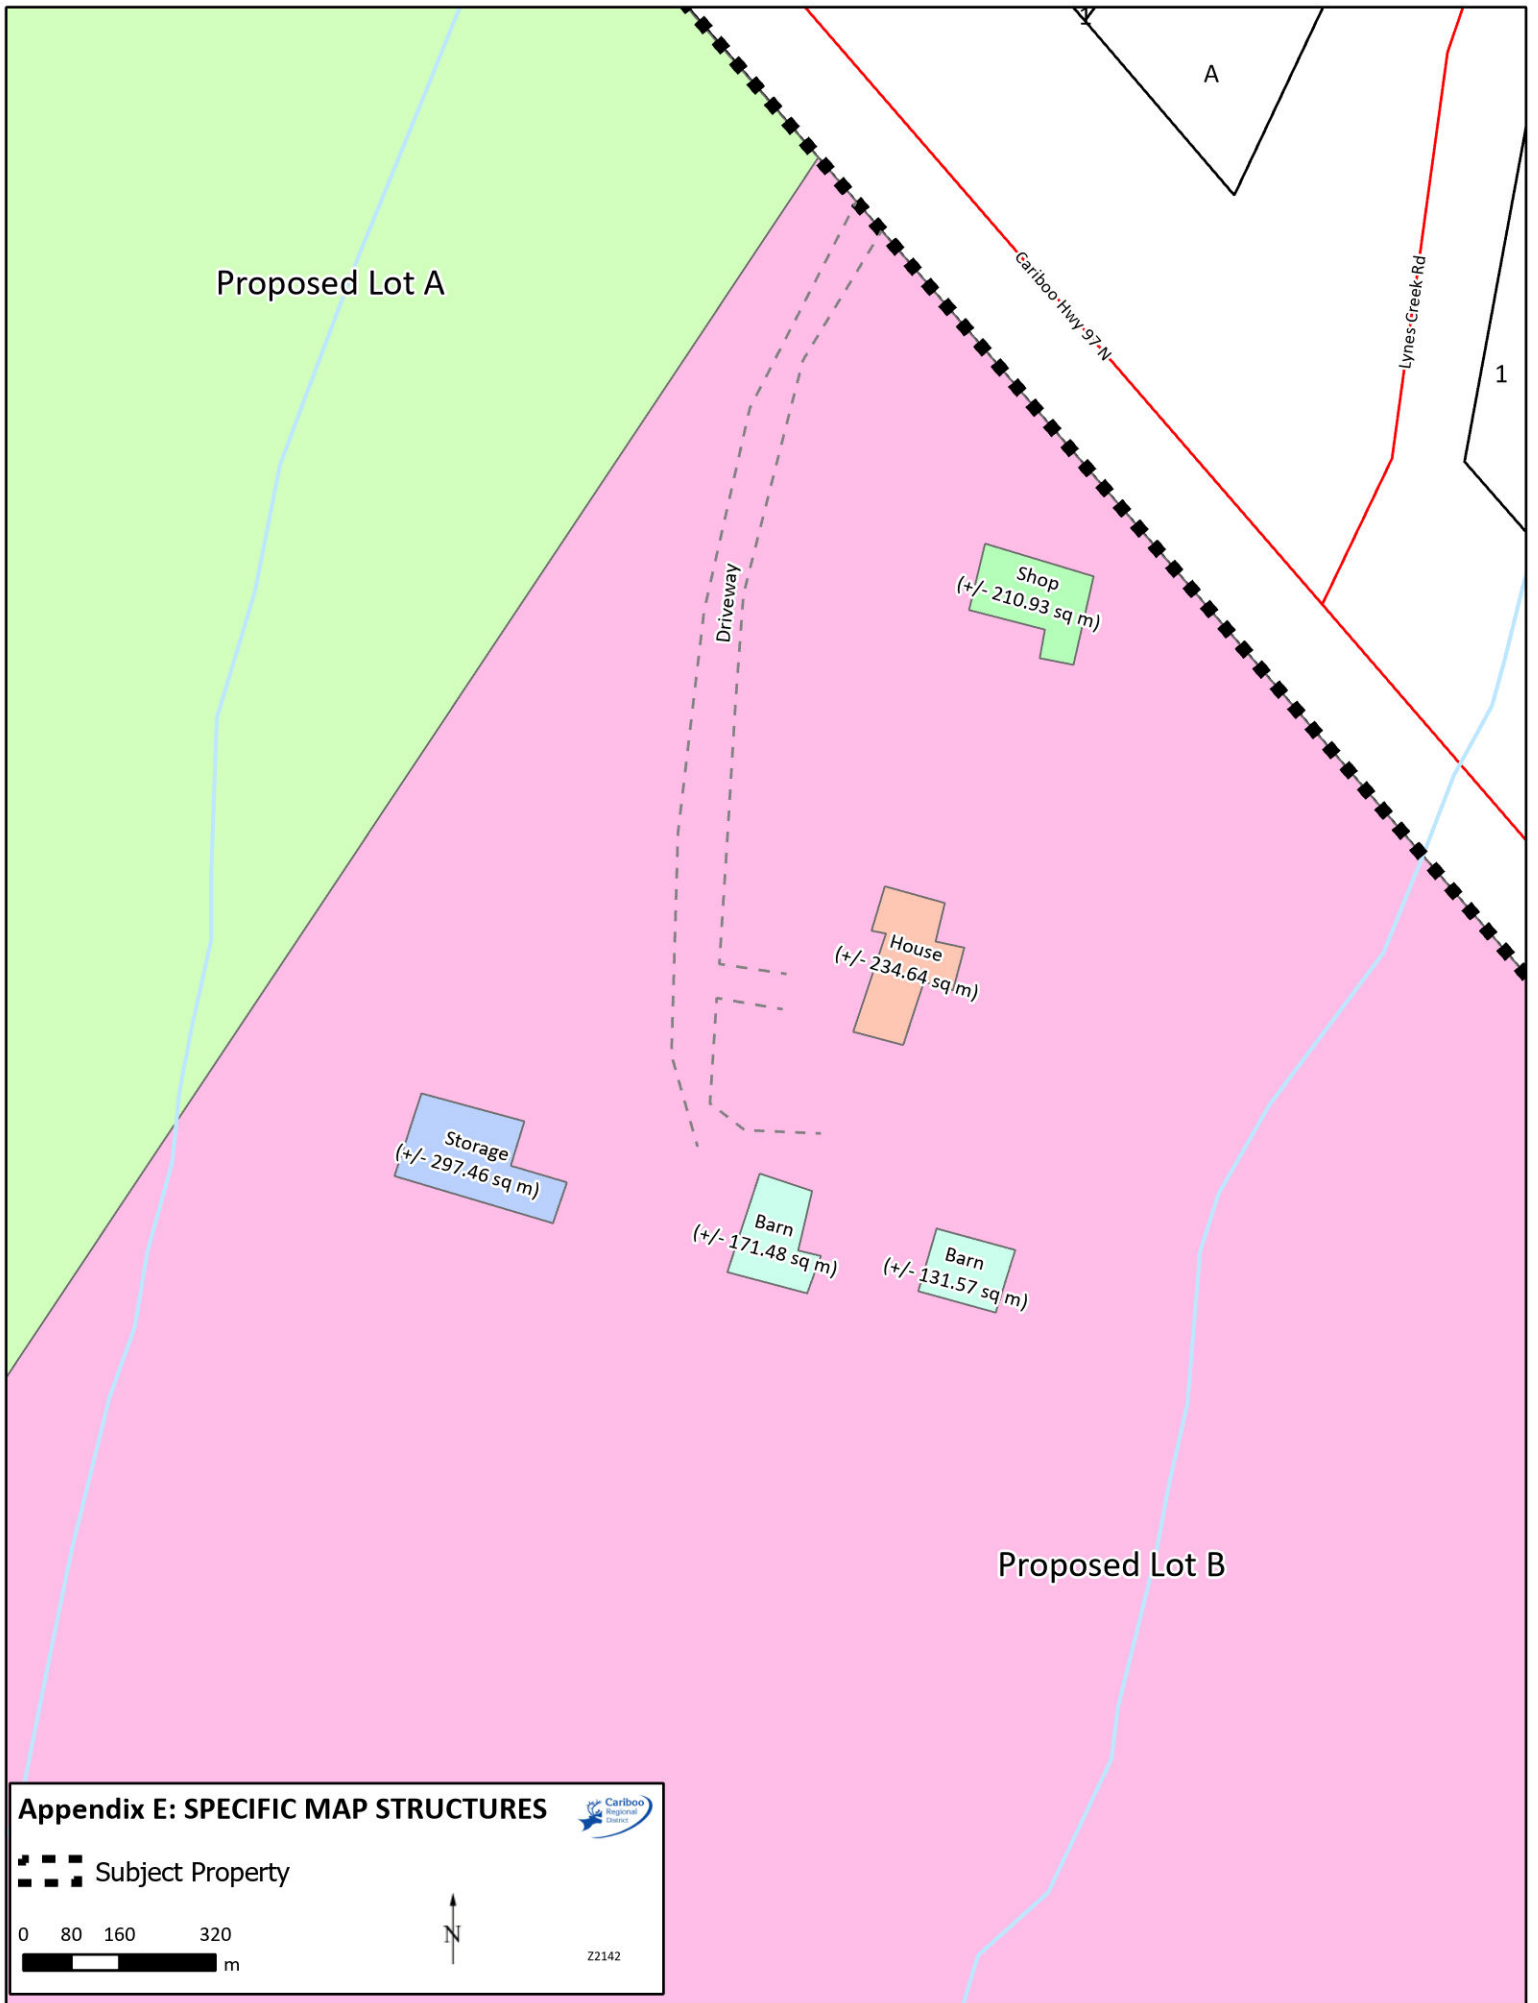 1
A
Proposed Lot A
Cariboo Hwy 97 N
Lynes Creek Rd
1
Driveway
Shop
(+/- 210.93 sq m)
House
(+/- 234.64 sq m)
Storage
(+/- 297.46 sq m)
Barn
(+/- 171.48 sq m)
Barn
(+/- 131.57 sq m)
Proposed Lot B
Appendix E: SPECIFIC MAP STRUCTURES
Cariboo
Regional
District
Subject Property
0 80 160 320
m
N
Z2142